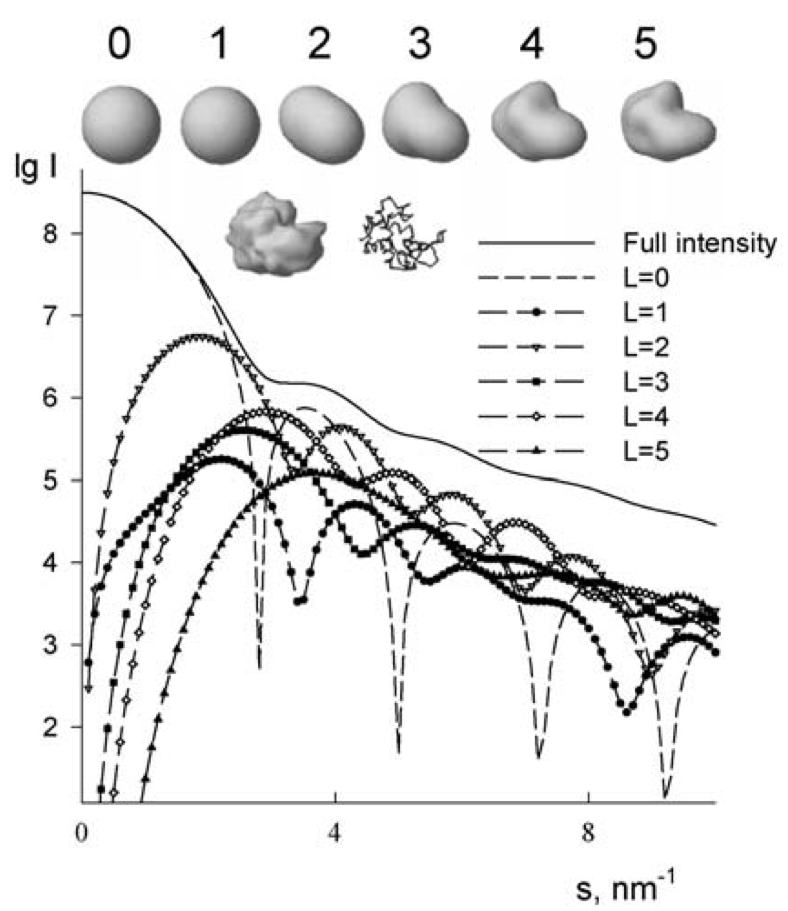 0 1 2 3 4 5
lg I
8
7
6
5
4
3
2
Full intensity
L=0
L=1
L=2
L=3
L=4
L=5
0 4 8
s, nm-1